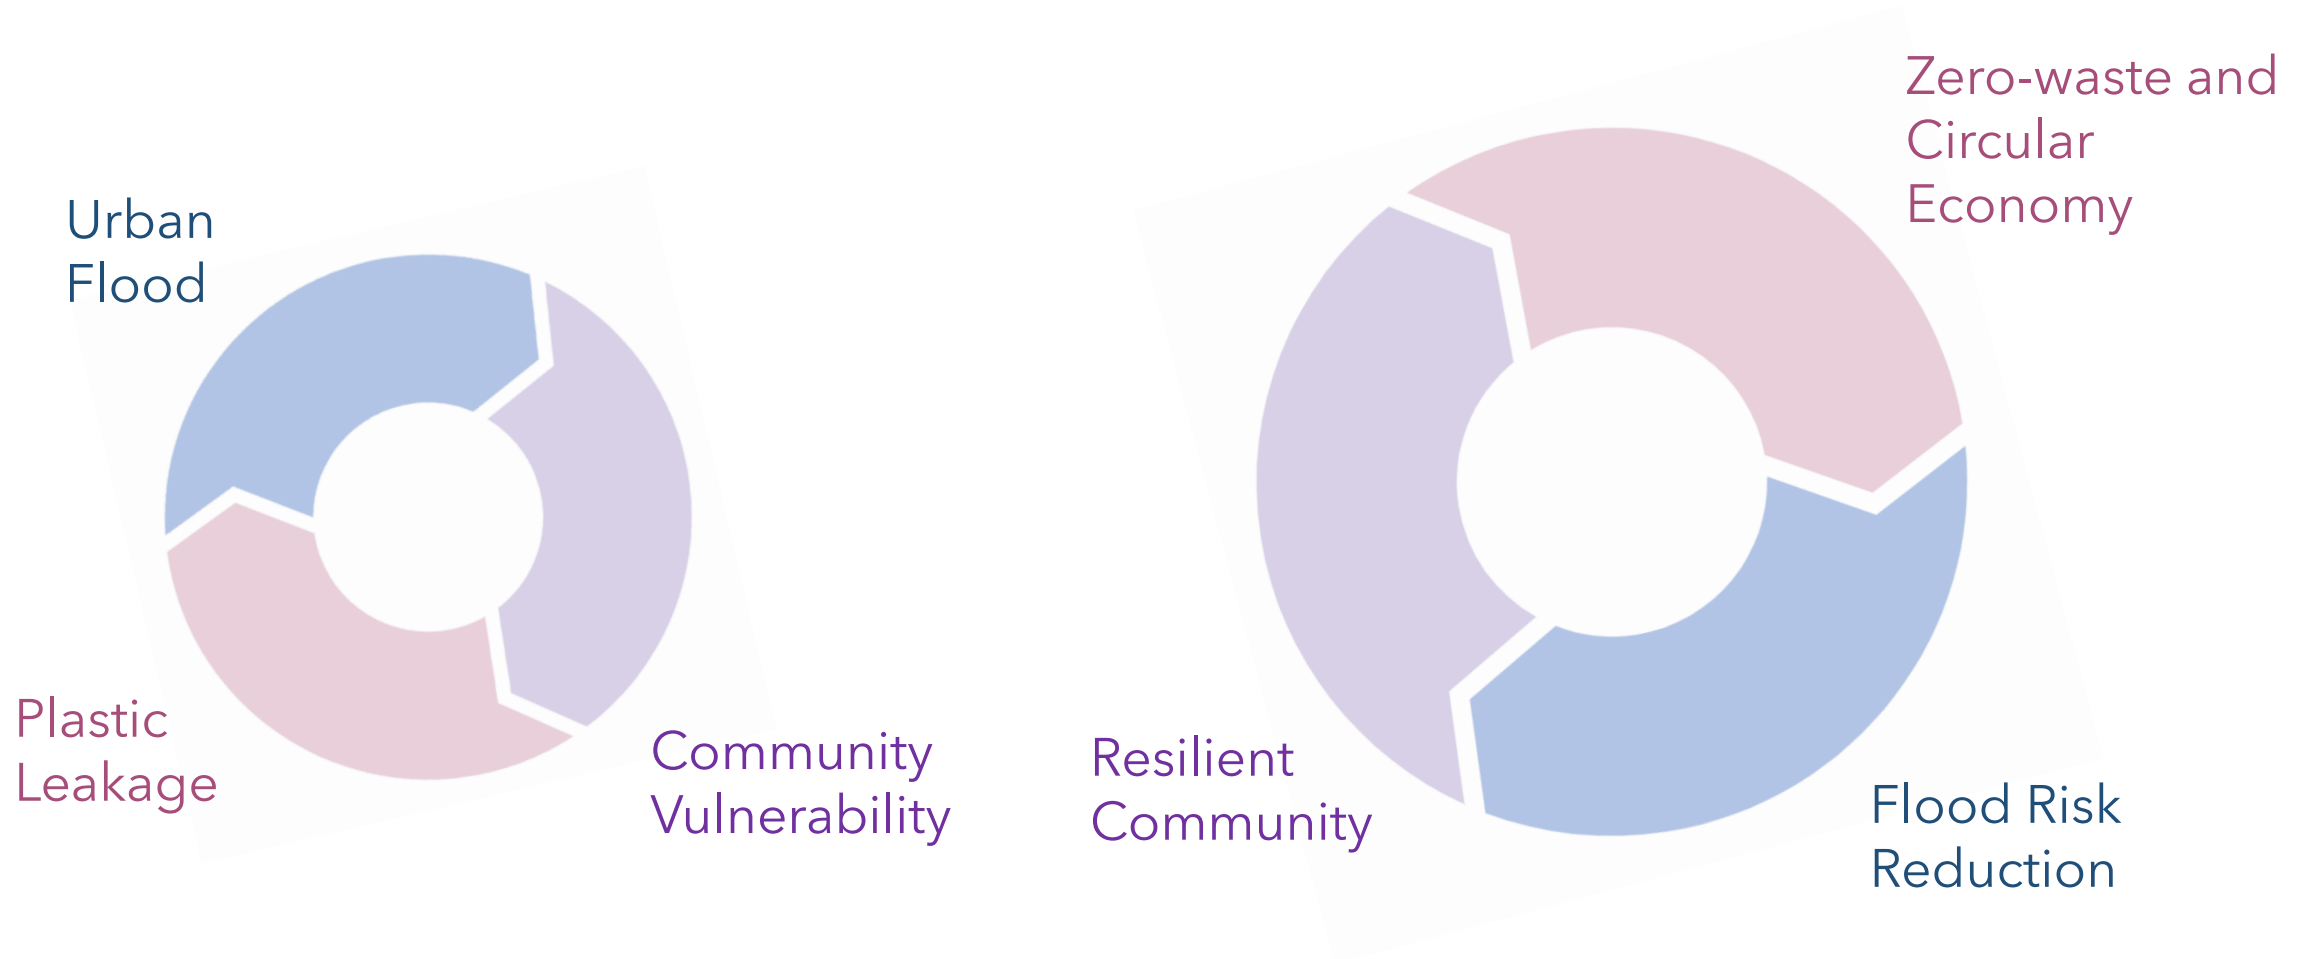 Urban
Flood
Plastic
Leakage
Community
Vulnerability
Zero-waste and
Circular
Economy
Resilient
Community
Flood Risk
Reduction